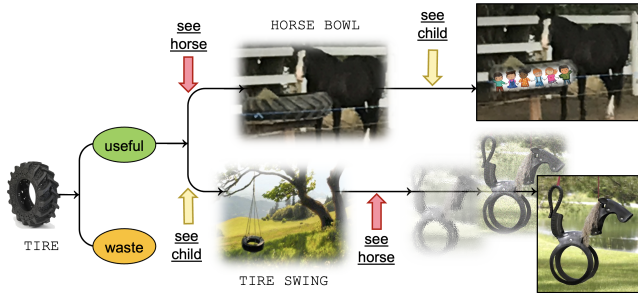 see
horse
HORSE BOWL
see
child
useful
TIRE
waste
see
child
TIRE SWING
see
horse